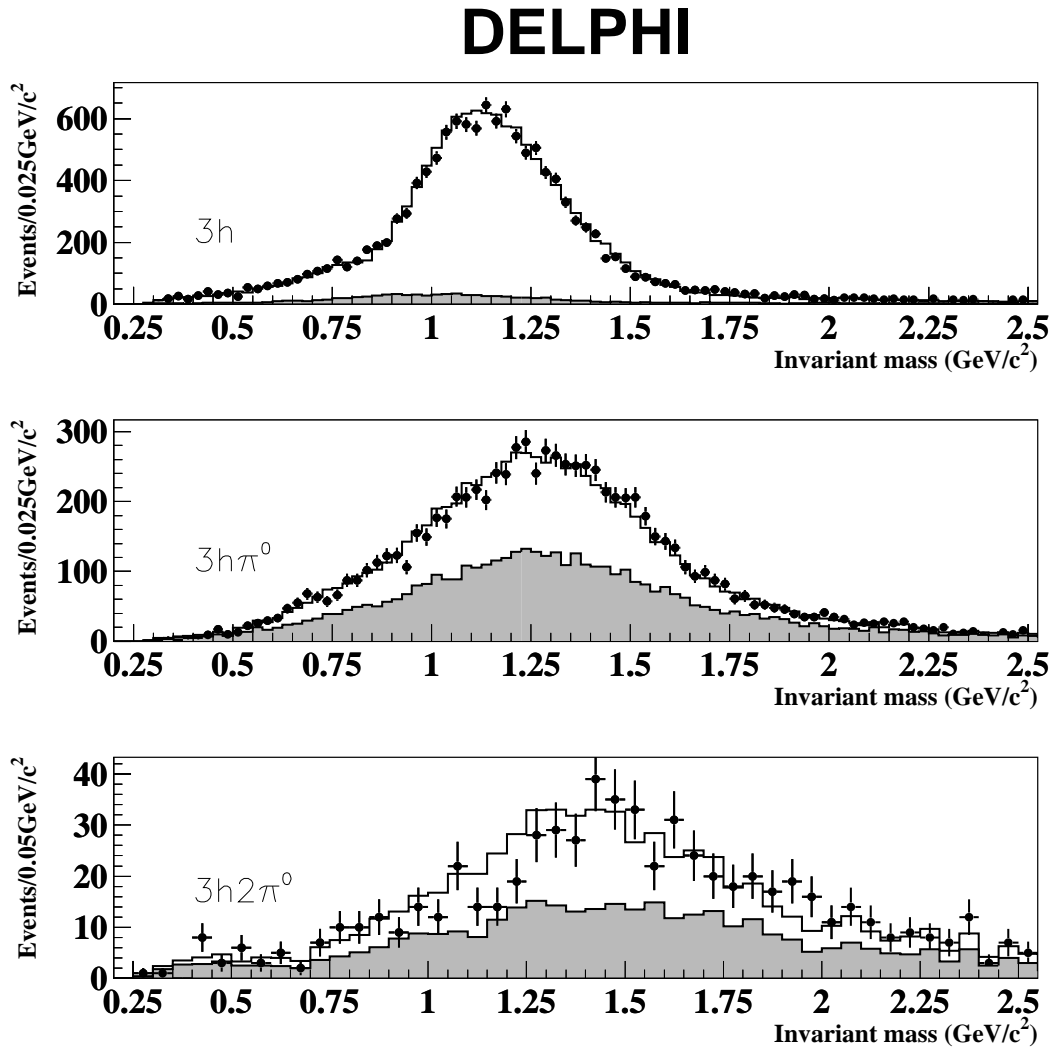 DELPHI
Events/0.025GeV/c²
600
400
200
0
3h
0.25 0.5 0.75 1 1.25 1.5 1.75 2 2.25 2.5
Invariant mass (GeV/c²)
Events/0.025GeV/c²
300
200
100
0
3hπ⁰
0.25 0.5 0.75 1 1.25 1.5 1.75 2 2.25 2.5
Invariant mass (GeV/c²)
Events/0.05GeV/c²
40
30
20
10
0
3h2π⁰
0.25 0.5 0.75 1 1.25 1.5 1.75 2 2.25 2.5
Invariant mass (GeV/c²)